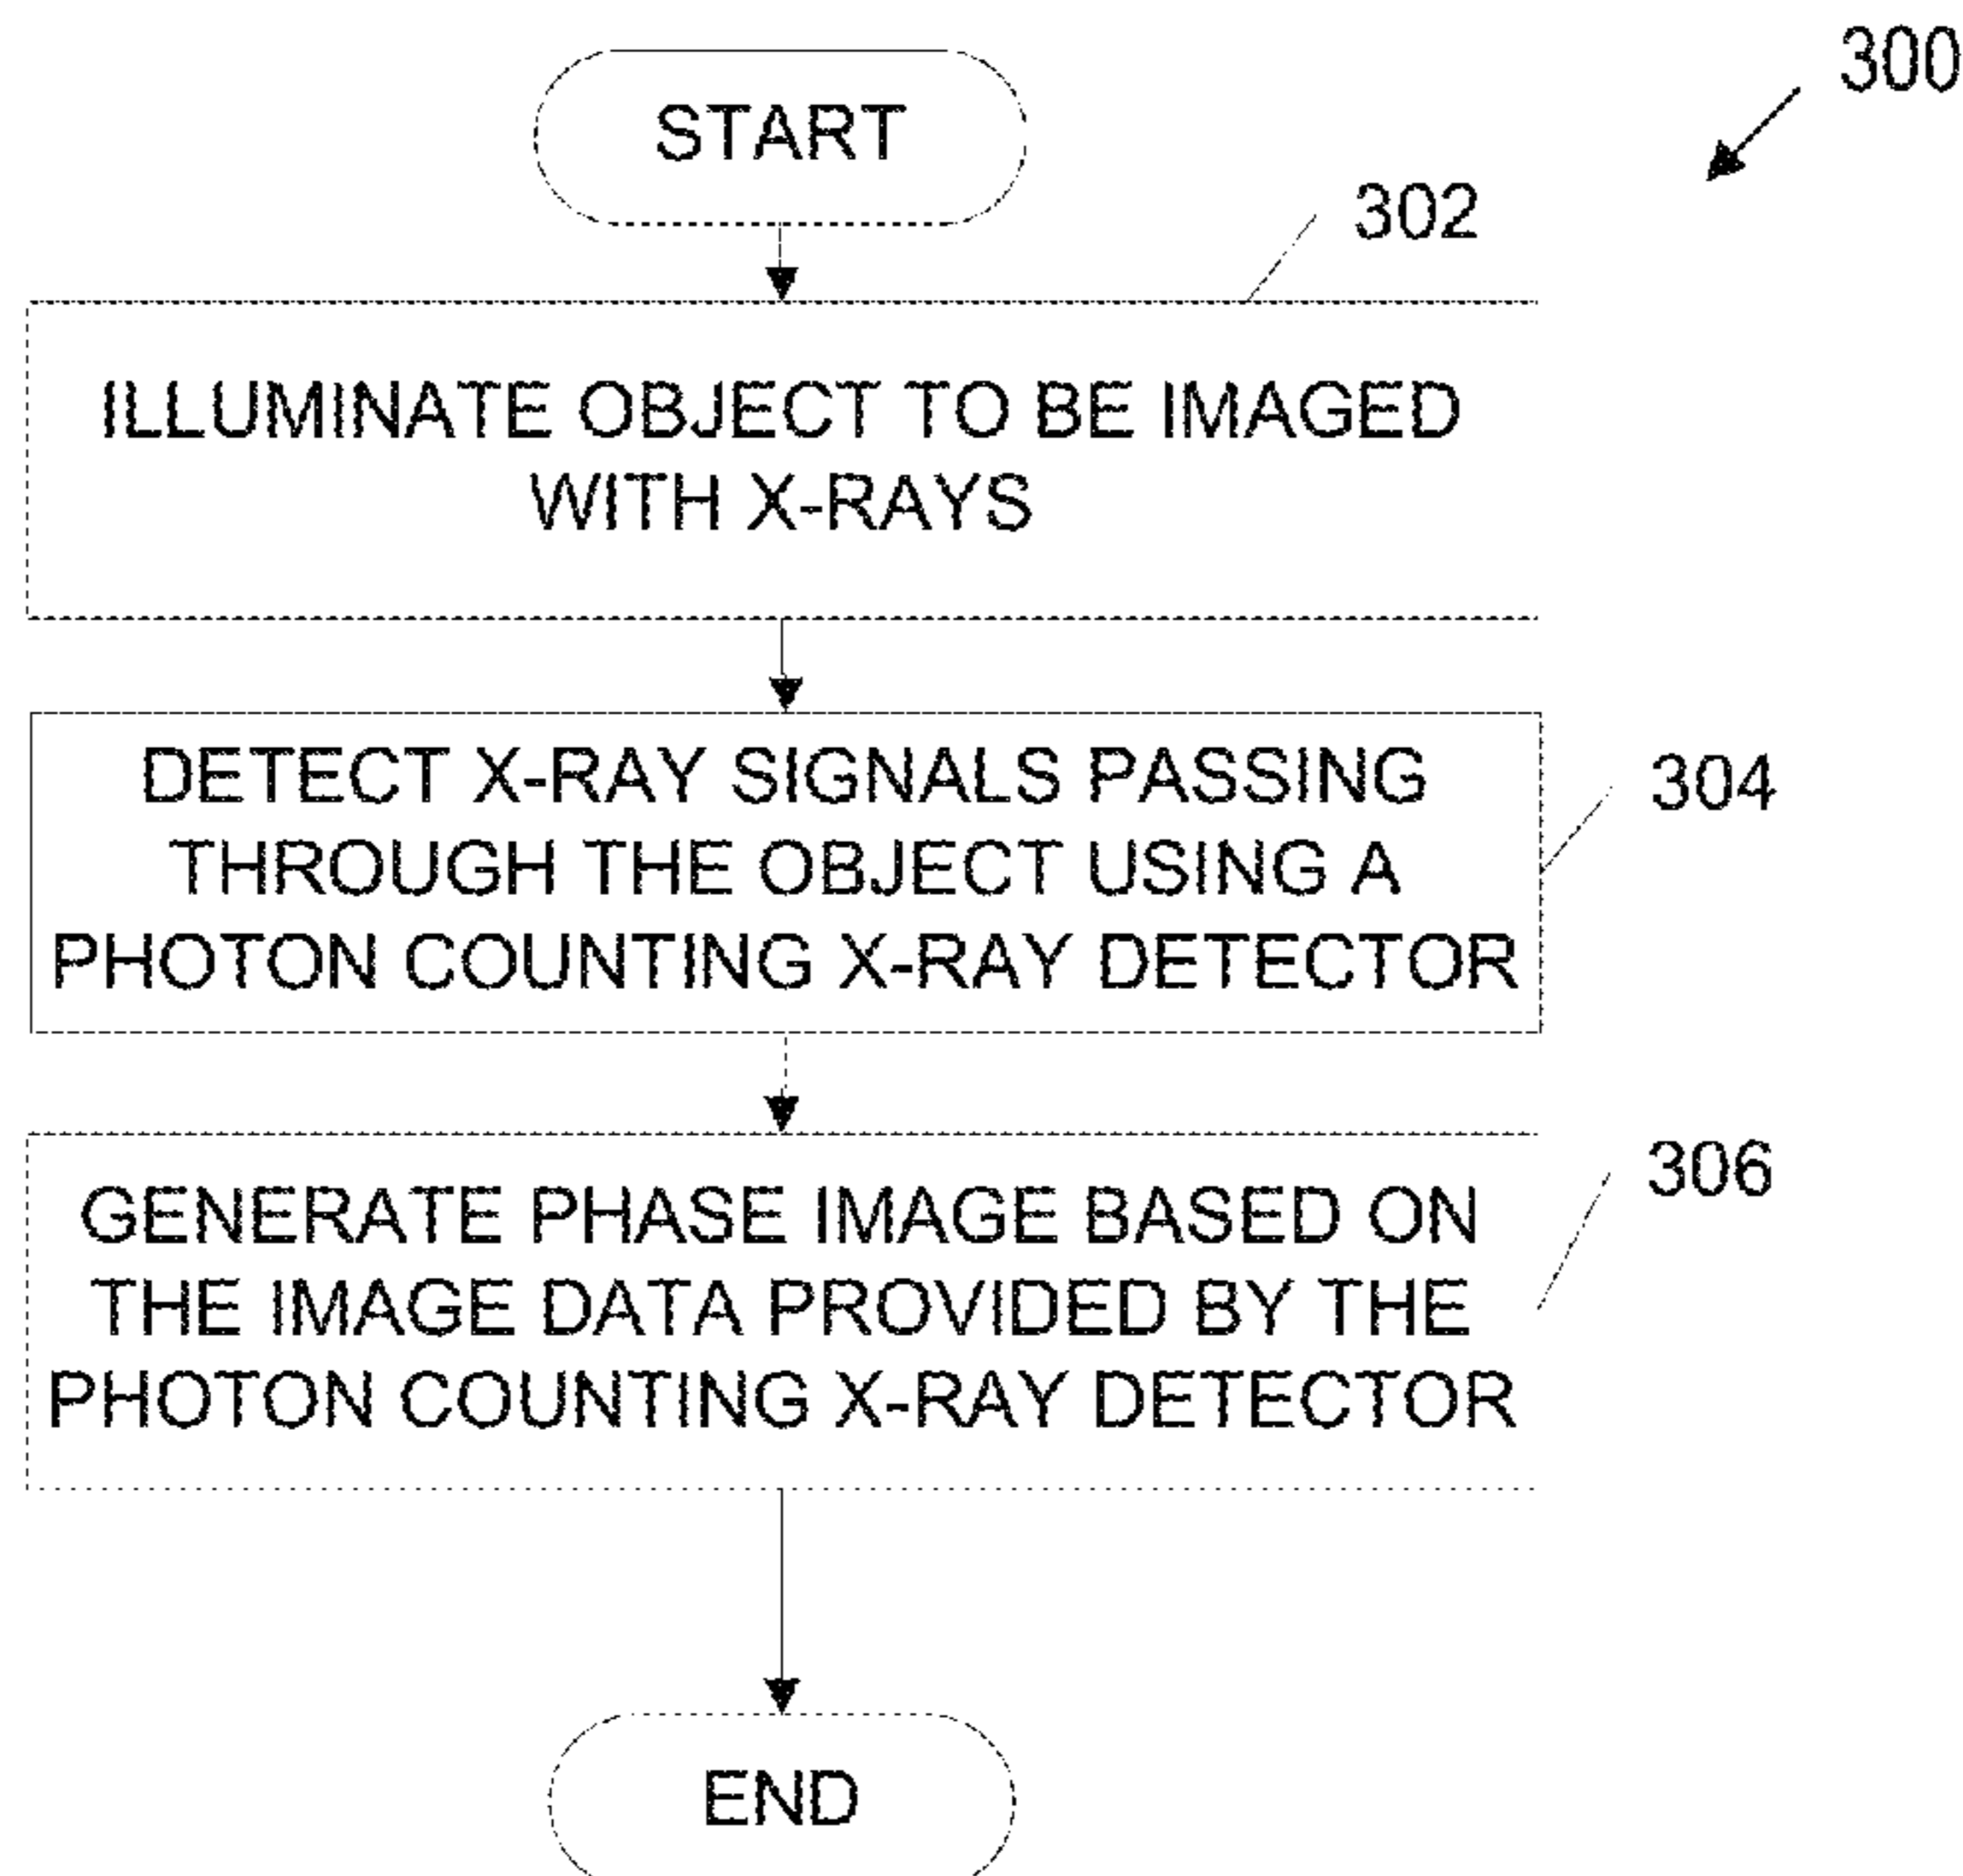 300
START
302
ILLUMINATE OBJECT TO BE IMAGED
WITH X-RAYS
DETECT X-RAY SIGNALS PASSING
THROUGH THE OBJECT USING A
PHOTON COUNTING X-RAY DETECTOR
304
GENERATE PHASE IMAGE BASED ON
THE IMAGE DATA PROVIDED BY THE
PHOTON COUNTING X-RAY DETECTOR
306
END